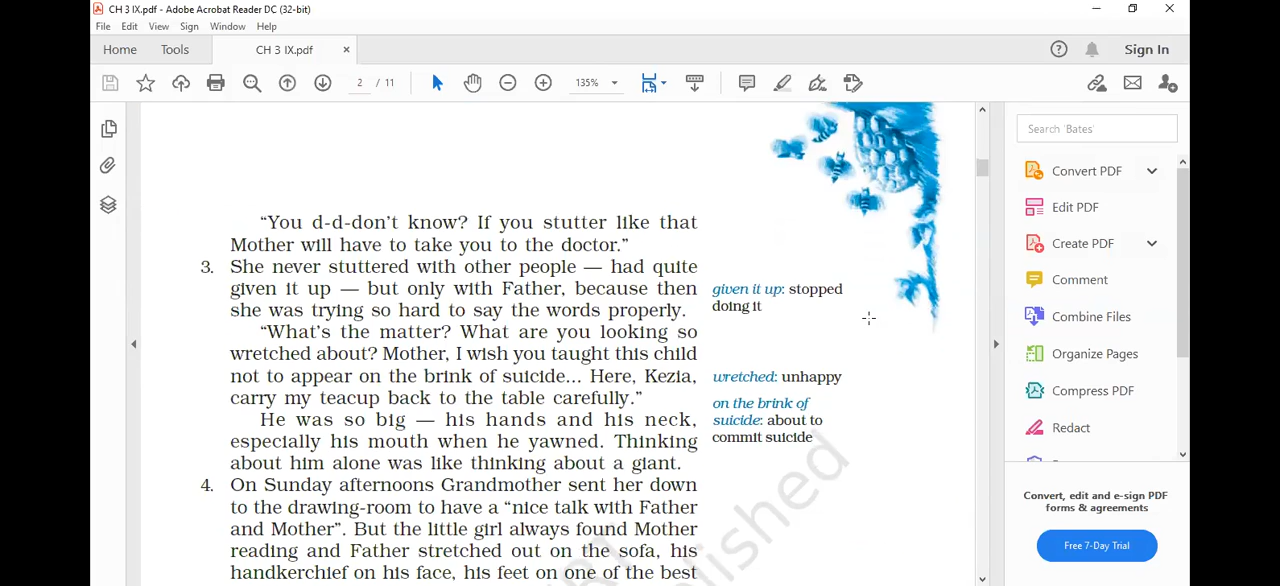 CH 3 IX.pdf - Adobe Acrobat Reader DC (32-bit)
File Edit View Sign Window Help
Home Tools CH 3 IX.pdf × Sign In
2 / 11 135%
Search 'Bates'
Convert PDF
Edit PDF
Create PDF
Comment
Combine Files
Organize Pages
Compress PDF
Redact
Convert, edit and e-sign PDF
forms & agreements
Free 7-Day Trial
“You d-d-don’t know? If you stutter like that
Mother will have to take you to the doctor.”
3. She never stuttered with other people — had quite
given it up — but only with Father, because then
she was trying so hard to say the words properly.
“What’s the matter? What are you looking so
wretched about? Mother, I wish you taught this child
not to appear on the brink of suicide... Here, Kezia,
carry my teacup back to the table carefully.”
He was so big — his hands and his neck,
especially his mouth when he yawned. Thinking
about him alone was like thinking about a giant.
4. On Sunday afternoons Grandmother sent her down
to the drawing-room to have a “nice talk with Father
and Mother”. But the little girl always found Mother
reading and Father stretched out on the sofa, his
handkerchief on his face, his feet on one of the best
given it up: stopped
doing it
wretched: unhappy
on the brink of
suicide: about to
commit suicide